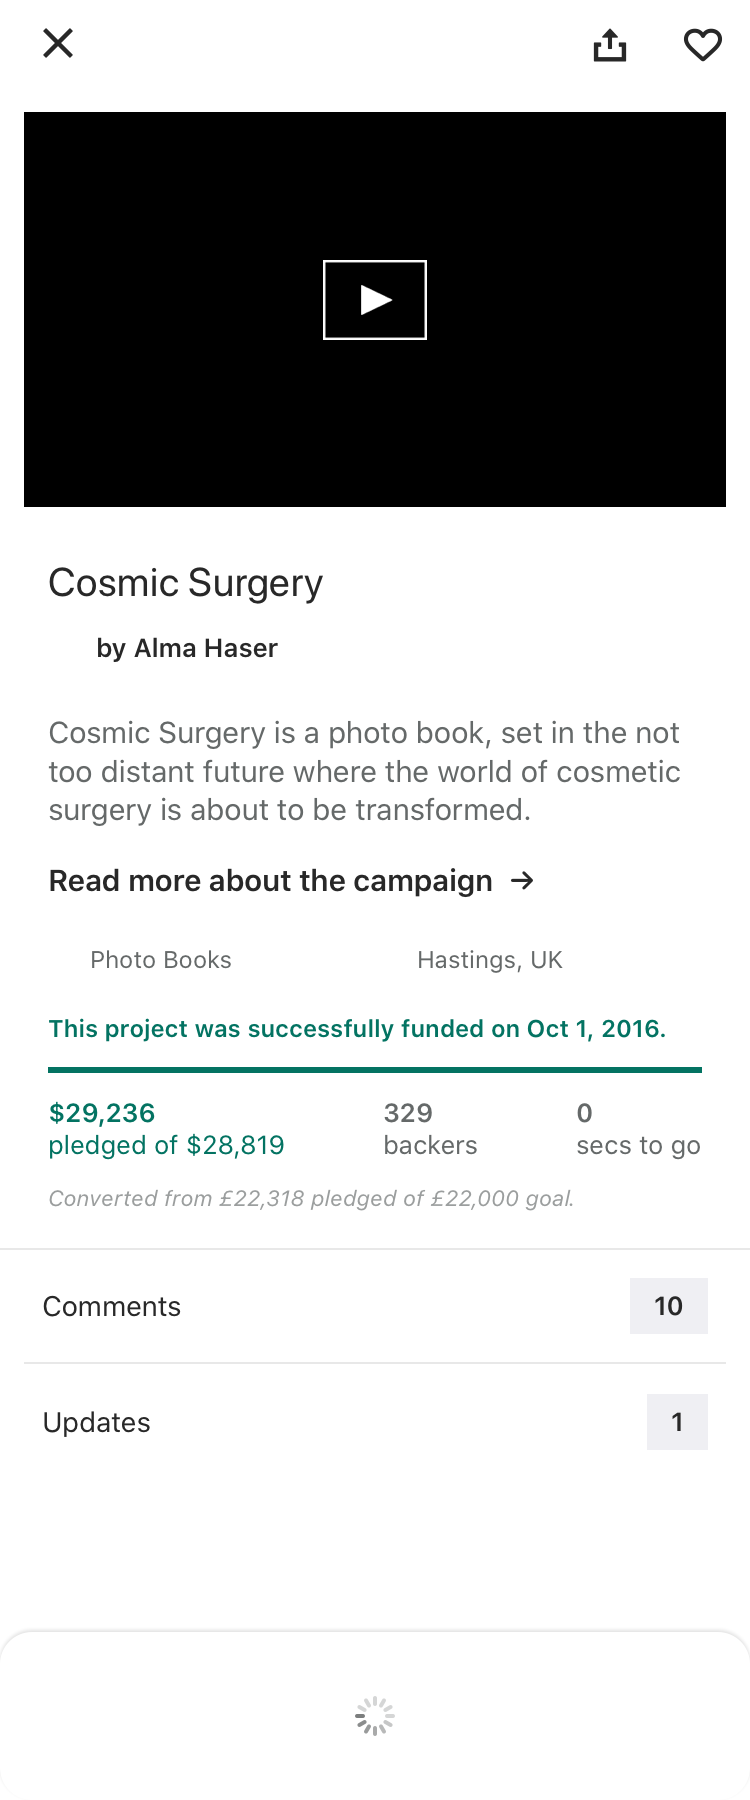 Cosmic Surgery
by Alma Haser
Cosmic Surgery is a photo book, set in the not
too distant future where the world of cosmetic
surgery is about to be transformed.
Read more about the campaign →
Photo Books
Hastings, UK
This project was successfully funded on Oct 1, 2016.
$29,236
pledged of $28,819
329
backers
0
secs to go
Converted from £22,318 pledged of £22,000 goal.
Comments
10
Updates
1